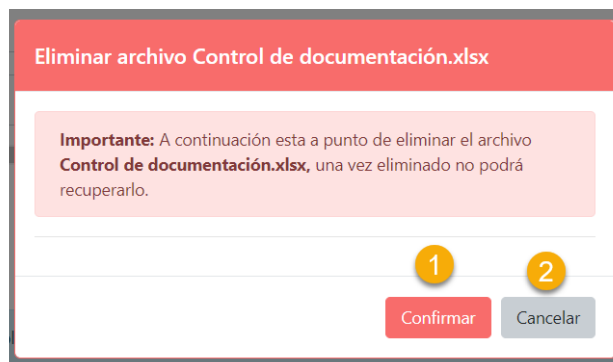 Eliminar archivo Control de documentación.xlsx
Importante: A continuación esta a punto de eliminar el archivo
Control de documentación.xlsx, una vez eliminado no podrá
recuperarlo.
1
2
Confirmar
Cancelar